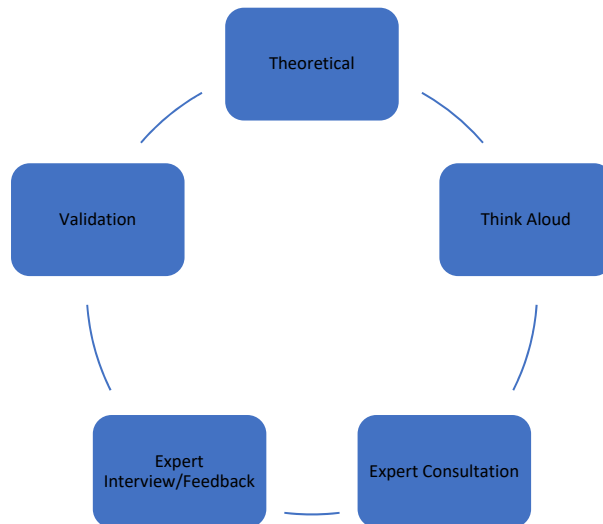 Theoretical
Think Aloud
Expert Consultation
Expert
Interview/Feedback
Validation